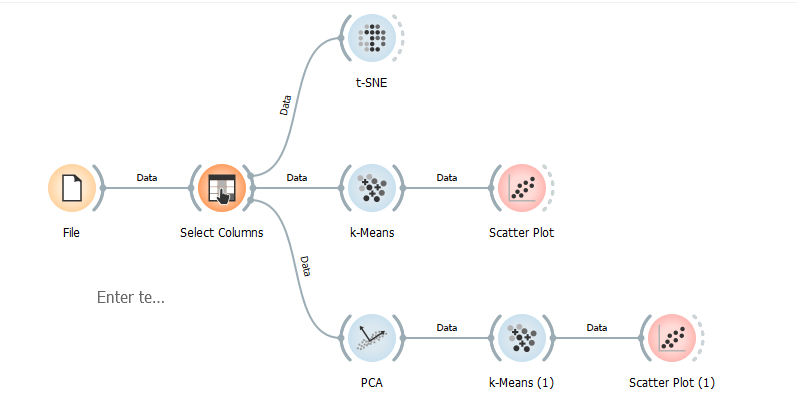 t-SNE
Data
Data
Data
Data
File
Select Columns
k-Means
Scatter Plot
Data
Enter te...
Data
Data
PCA
k-Means (1)
Scatter Plot (1)